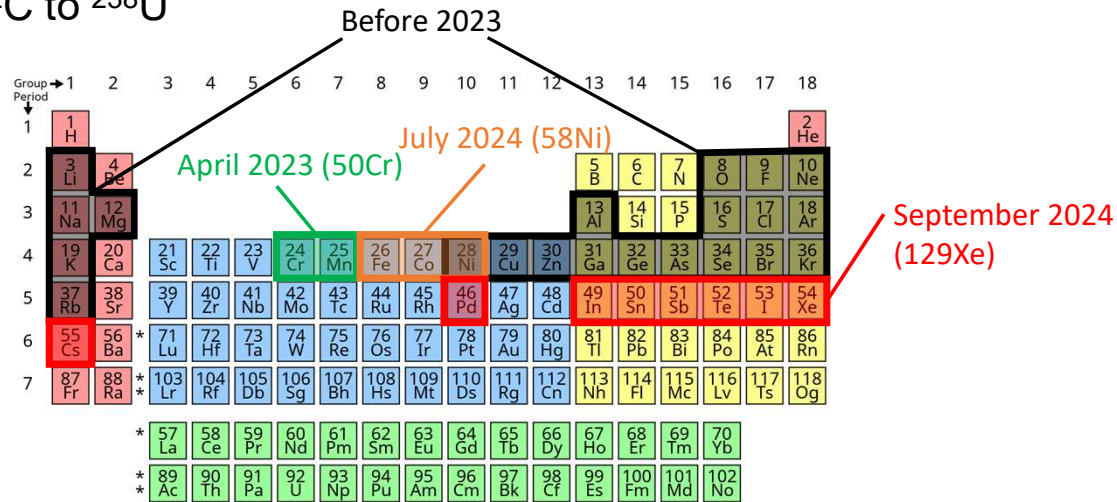 C to ²³⁸U
Before 2023
Group → 1 2 3 4 5 6 7 8 9 10 11 12 13 14 15 16 17 18
Period
↓
July 2024 (58Ni)
April 2023 (50Cr)
September 2024
(129Xe)
1 1 2
H He
2 3 4 5 6 7 8 9 10
Li Be B C N O F Ne
3 11 12 13 14 15 16 17 18
Na Mg Al Si P S Cl Ar
4 19 20 21 22 23 24 25 26 27 28 29 30 31 32 33 34 35 36
K Ca Sc Ti V Cr Mn Fe Co Ni Cu Zn Ga Ge As Se Br Kr
5 37 38 39 40 41 42 43 44 45 46 47 48 49 50 51 52 53 54
Rb Sr Y Zr Nb Mo Tc Ru Rh Pd Ag Cd In Sn Sb Te I Xe
6 55 56 * 71 72 73 74 75 76 77 78 79 80 81 82 83 84 85 86
Cs Ba Lu Hf Ta W Re Os Ir Pt Au Hg Tl Pb Bi Po At Rn
7 87 88 * 103 104 105 106 107 108 109 110 111 112 113 114 115 116 117 118
Fr Ra * Lr Rf Db Sg Bh Hs Mt Ds Rg Cn Nh Fl Mc Lv Ts Og
* 57 58 59 60 61 62 63 64 65 66 67 68 69 70
La Ce Pr Nd Pm Sm Eu Gd Tb Dy Ho Er Tm Yb
* 89 90 91 92 93 94 95 96 97 98 99 100 101 102
* Ac Th Pa U Np Pu Am Cm Bk Cf Es Fm Md No